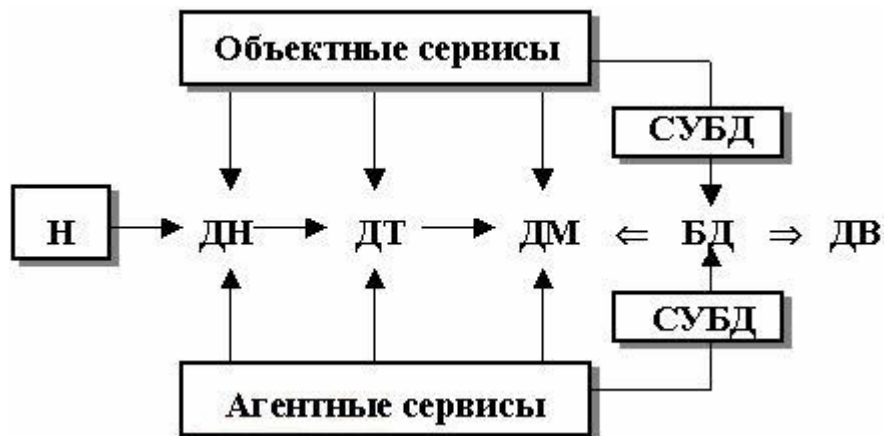 Объектные сервисы
СУБД
Н ДН ДТ ДМ ⇐ БД ⇒ ДВ
СУБД
Агентные сервисы